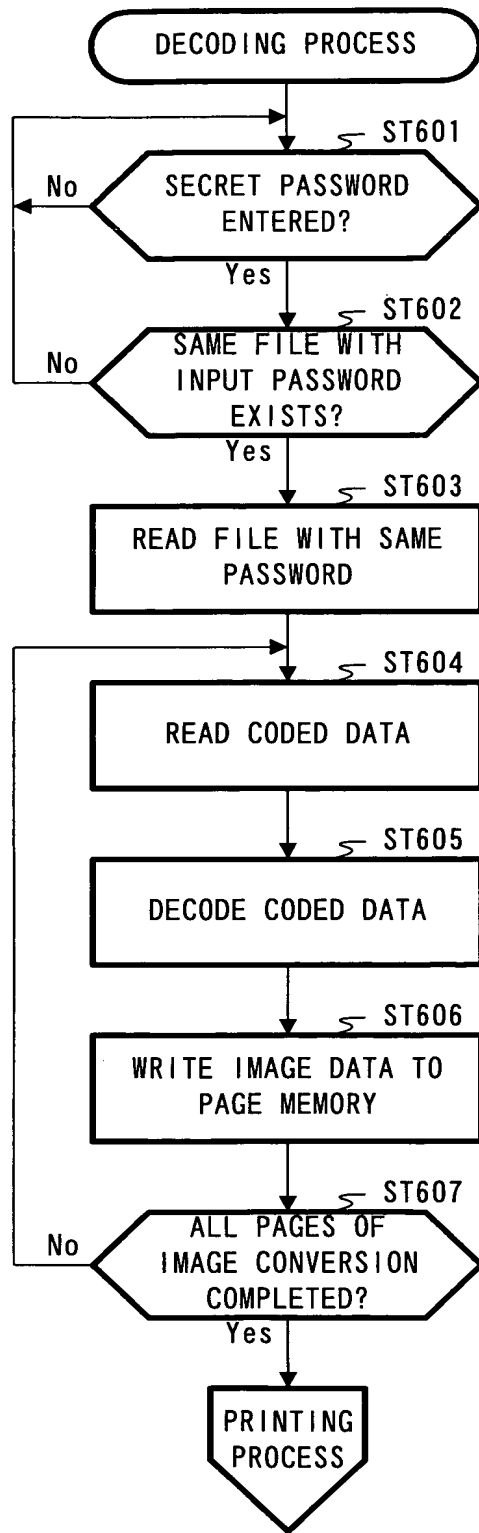 DECODING PROCESS
ST601
No
SECRET PASSWORD
ENTERED?
Yes
ST602
No
SAME FILE WITH
INPUT PASSWORD
EXISTS?
Yes
ST603
READ FILE WITH SAME
PASSWORD
ST604
READ CODED DATA
ST605
DECODE CODED DATA
ST606
WRITE IMAGE DATA TO
PAGE MEMORY
ST607
No
ALL PAGES OF
IMAGE CONVERSION
COMPLETED?
Yes
PRINTING
PROCESS